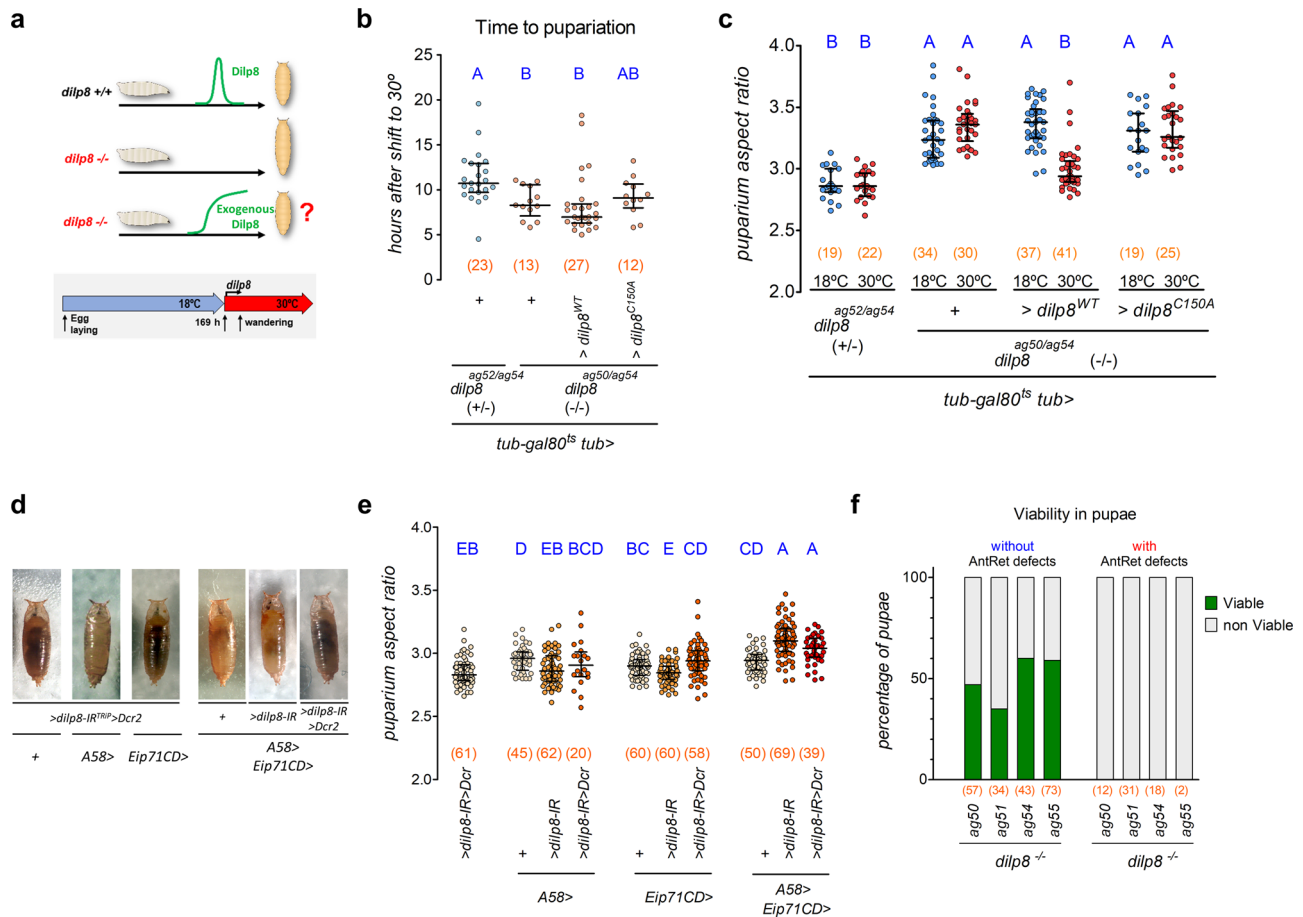 a
dilp8 +/+
Dilp8
dilp8 -/-
dilp8 -/-
Exogenous
Dilp8
?
dilp8
18ºC
30ºC
Egg
laying
169 h
wandering
b
Time to pupariation
hours after shift to 30º
25
20
15
10
5
0
A B B AB
(23) (13) (27) (12)
+ + > dilp8WT > dilp8C150A
dilp8 ag52/ag54 dilp8 ag50/ag54
(+/-) (-/-)
tub-gal80ts tub>
c
puparium aspect ratio
4.0
3.5
3.0
2.5
2.0
B B A A A B A A
(19) (22) (34) (30) (37) (41) (19) (25)
18ºC 30ºC 18ºC 30ºC 18ºC 30ºC 18ºC 30ºC
dilp8 ag52/ag54 + > dilp8WT > dilp8C150A
(+/-)
dilp8 ag50/ag54 (-/-)
tub-gal80ts tub>
d
>dilp8-IRTRIP>Dcr2 + >dilp8-IR >dilp8-IR
>Dcr2
+ A58> Eip71CD> A58>
Eip71CD>
e
puparium aspect ratio
4.0
3.5
3.0
2.5
2.0
EB D EB BCD BC E CD CD A A
(61) (45) (62) (20) (60) (60) (58) (50) (69) (39)
>dilp8-IR>Dcr + >dilp8-IR >dilp8-IR>Dcr + >dilp8-IR >dilp8-IR>Dcr + >dilp8-IR >dilp8-IR>Dcr
A58> Eip71CD> A58>
Eip71CD>
f
Viability in pupae
without with
AntRet defects AntRet defects
percentage of pupae
100
50
0
Viable
non Viable
(57) (34) (43) (73) (12) (31) (18) (2)
ag50 ag51 ag54 ag55 ag50 ag51 ag54 ag55
dilp8 -/- dilp8 -/-